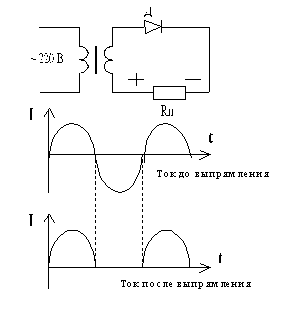 Д
~ 220 В
+ −
Rн
I
t
Ток до выпрямления
I
t
Ток после выпрямления